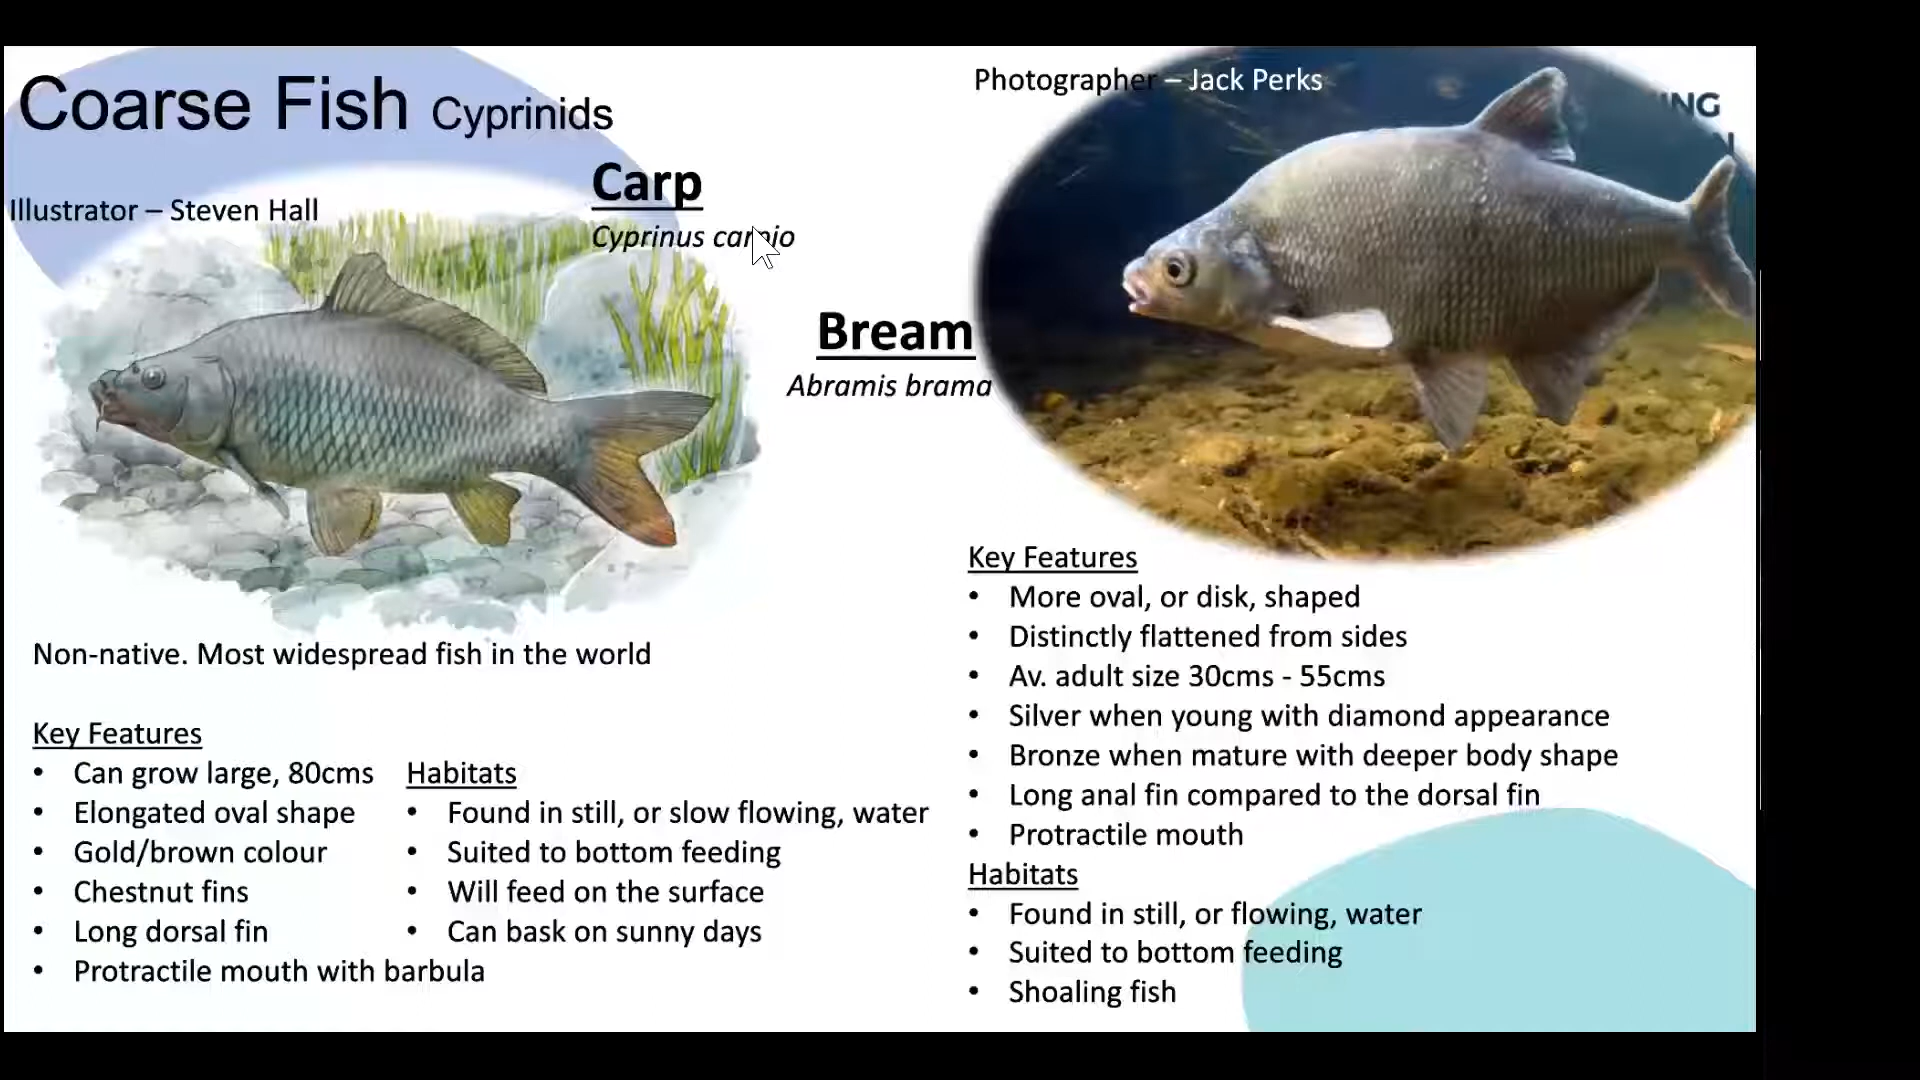 Coarse Fish Cyprinids
Illustrator – Steven Hall
Carp
Cyprinus carpio
Photographer – Jack Perks
ING
N
Bream
Abramis brama
Non-native. Most widespread fish in the world
Key Features
• Can grow large, 80cms
• Elongated oval shape
• Gold/brown colour
• Chestnut fins
• Long dorsal fin
• Protractile mouth with barbula
Habitats
• Found in still, or slow flowing, water
• Suited to bottom feeding
• Will feed on the surface
• Can bask on sunny days
Key Features
• More oval, or disk, shaped
• Distinctly flattened from sides
• Av. adult size 30cms - 55cms
• Silver when young with diamond appearance
• Bronze when mature with deeper body shape
• Long anal fin compared to the dorsal fin
• Protractile mouth
Habitats
• Found in still, or flowing, water
• Suited to bottom feeding
• Shoaling fish